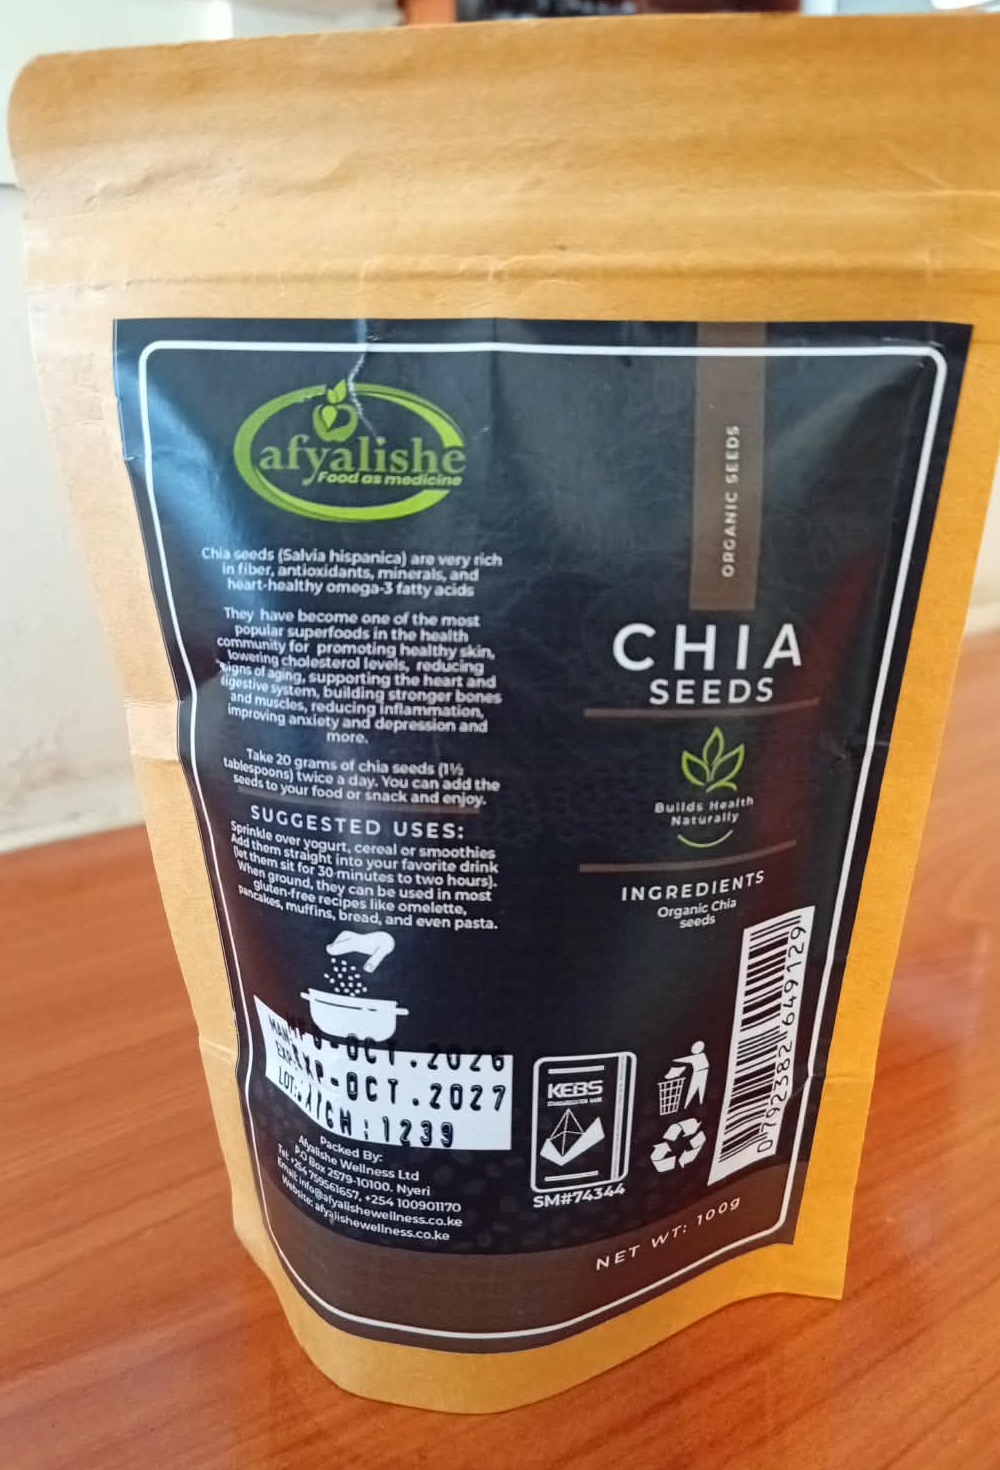 afyalishe
Food as medicine
Chia seeds (Salvia hispanica) are very rich
in fiber, antioxidants, minerals, and
heart-healthy omega-3 fatty acids
They have become one of the most
popular superfoods in the health
community for promoting healthy skin,
lowering cholesterol levels, reducing
signs of aging, supporting the heart and
digestive system, building stronger bones
and muscles, reducing inflammation,
improving anxiety and depression and
more.
Take 20 grams of chia seeds (1½
tablespoons) twice a day. You can add the
seeds to your food or snack and enjoy.
SUGGESTED USES:
Sprinkle over yogurt, cereal or smoothies
Add them straight into your favorite drink
(let them sit for 30 minutes to two hours).
When ground, they can be used in most
gluten-free recipes like omelette,
pancakes, muffins, bread, and even pasta.
OCT.2026
EXP-OCT.2027
LOT: 1239
Packed By:
Afyalishe Wellness Ltd
P.O Box 2579-10100. Nyeri
Tel: +254 759561657, +254 100901170
Email: info@afyalishewellness.co.ke
Website: afyalishewellness.co.ke
ORGANIC SEEDS
CHIA
SEEDS
Builds Health
Naturally
INGREDIENTS
Organic Chia
seeds
KEBS
SM#74344
0 792382 649129
NET WT: 100g